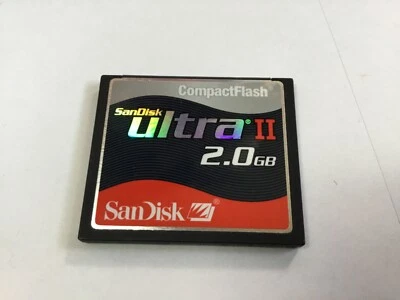 CompactFlash®
SanDisk
ultra® II
2.0GB
SanDisk